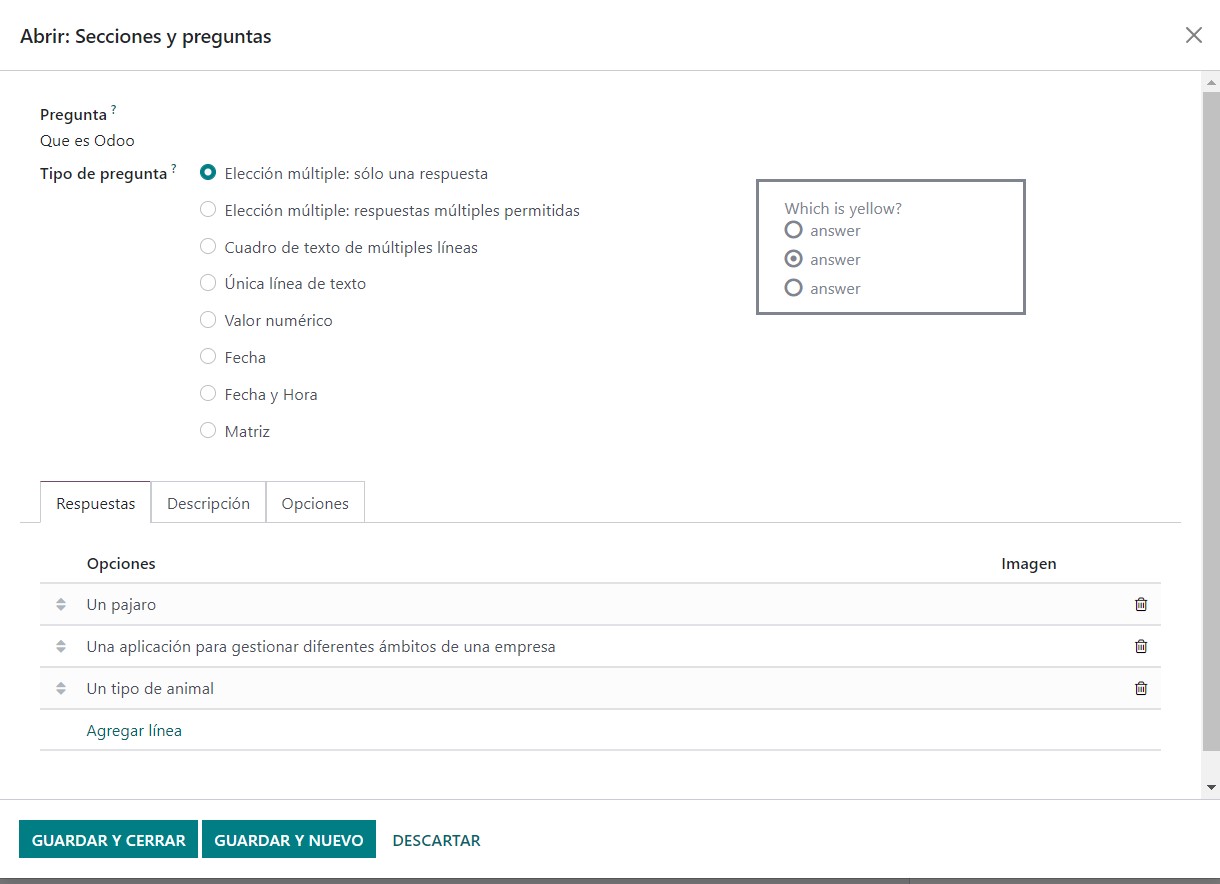 Abrir: Secciones y preguntas
Pregunta ?
Que es Odoo
Tipo de pregunta ?
Elección múltiple: sólo una respuesta
Elección múltiple: respuestas múltiples permitidas
Cuadro de texto de múltiples líneas
Única línea de texto
Valor numérico
Fecha
Fecha y Hora
Matriz
Which is yellow?
answer
answer
answer
Respuestas Descripción Opciones
Opciones Imagen
Un pajaro
Una aplicación para gestionar diferentes ámbitos de una empresa
Un tipo de animal
Agregar línea
GUARDAR Y CERRAR GUARDAR Y NUEVO DESCARTAR